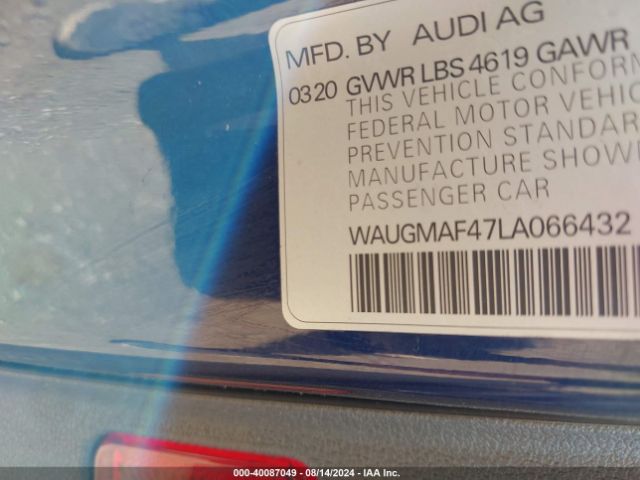 MFD. BY AUDI AG
0320 GVWR LBS 4619 GAWR
THIS VEHICLE CONFORM
FEDERAL MOTOR VEHIC
PREVENTION STANDAR
MANUFACTURE SHOW
PASSENGER CAR
WAUGMAF47LA066432
000-40087049 - 08/14/2024 - IAA Inc.